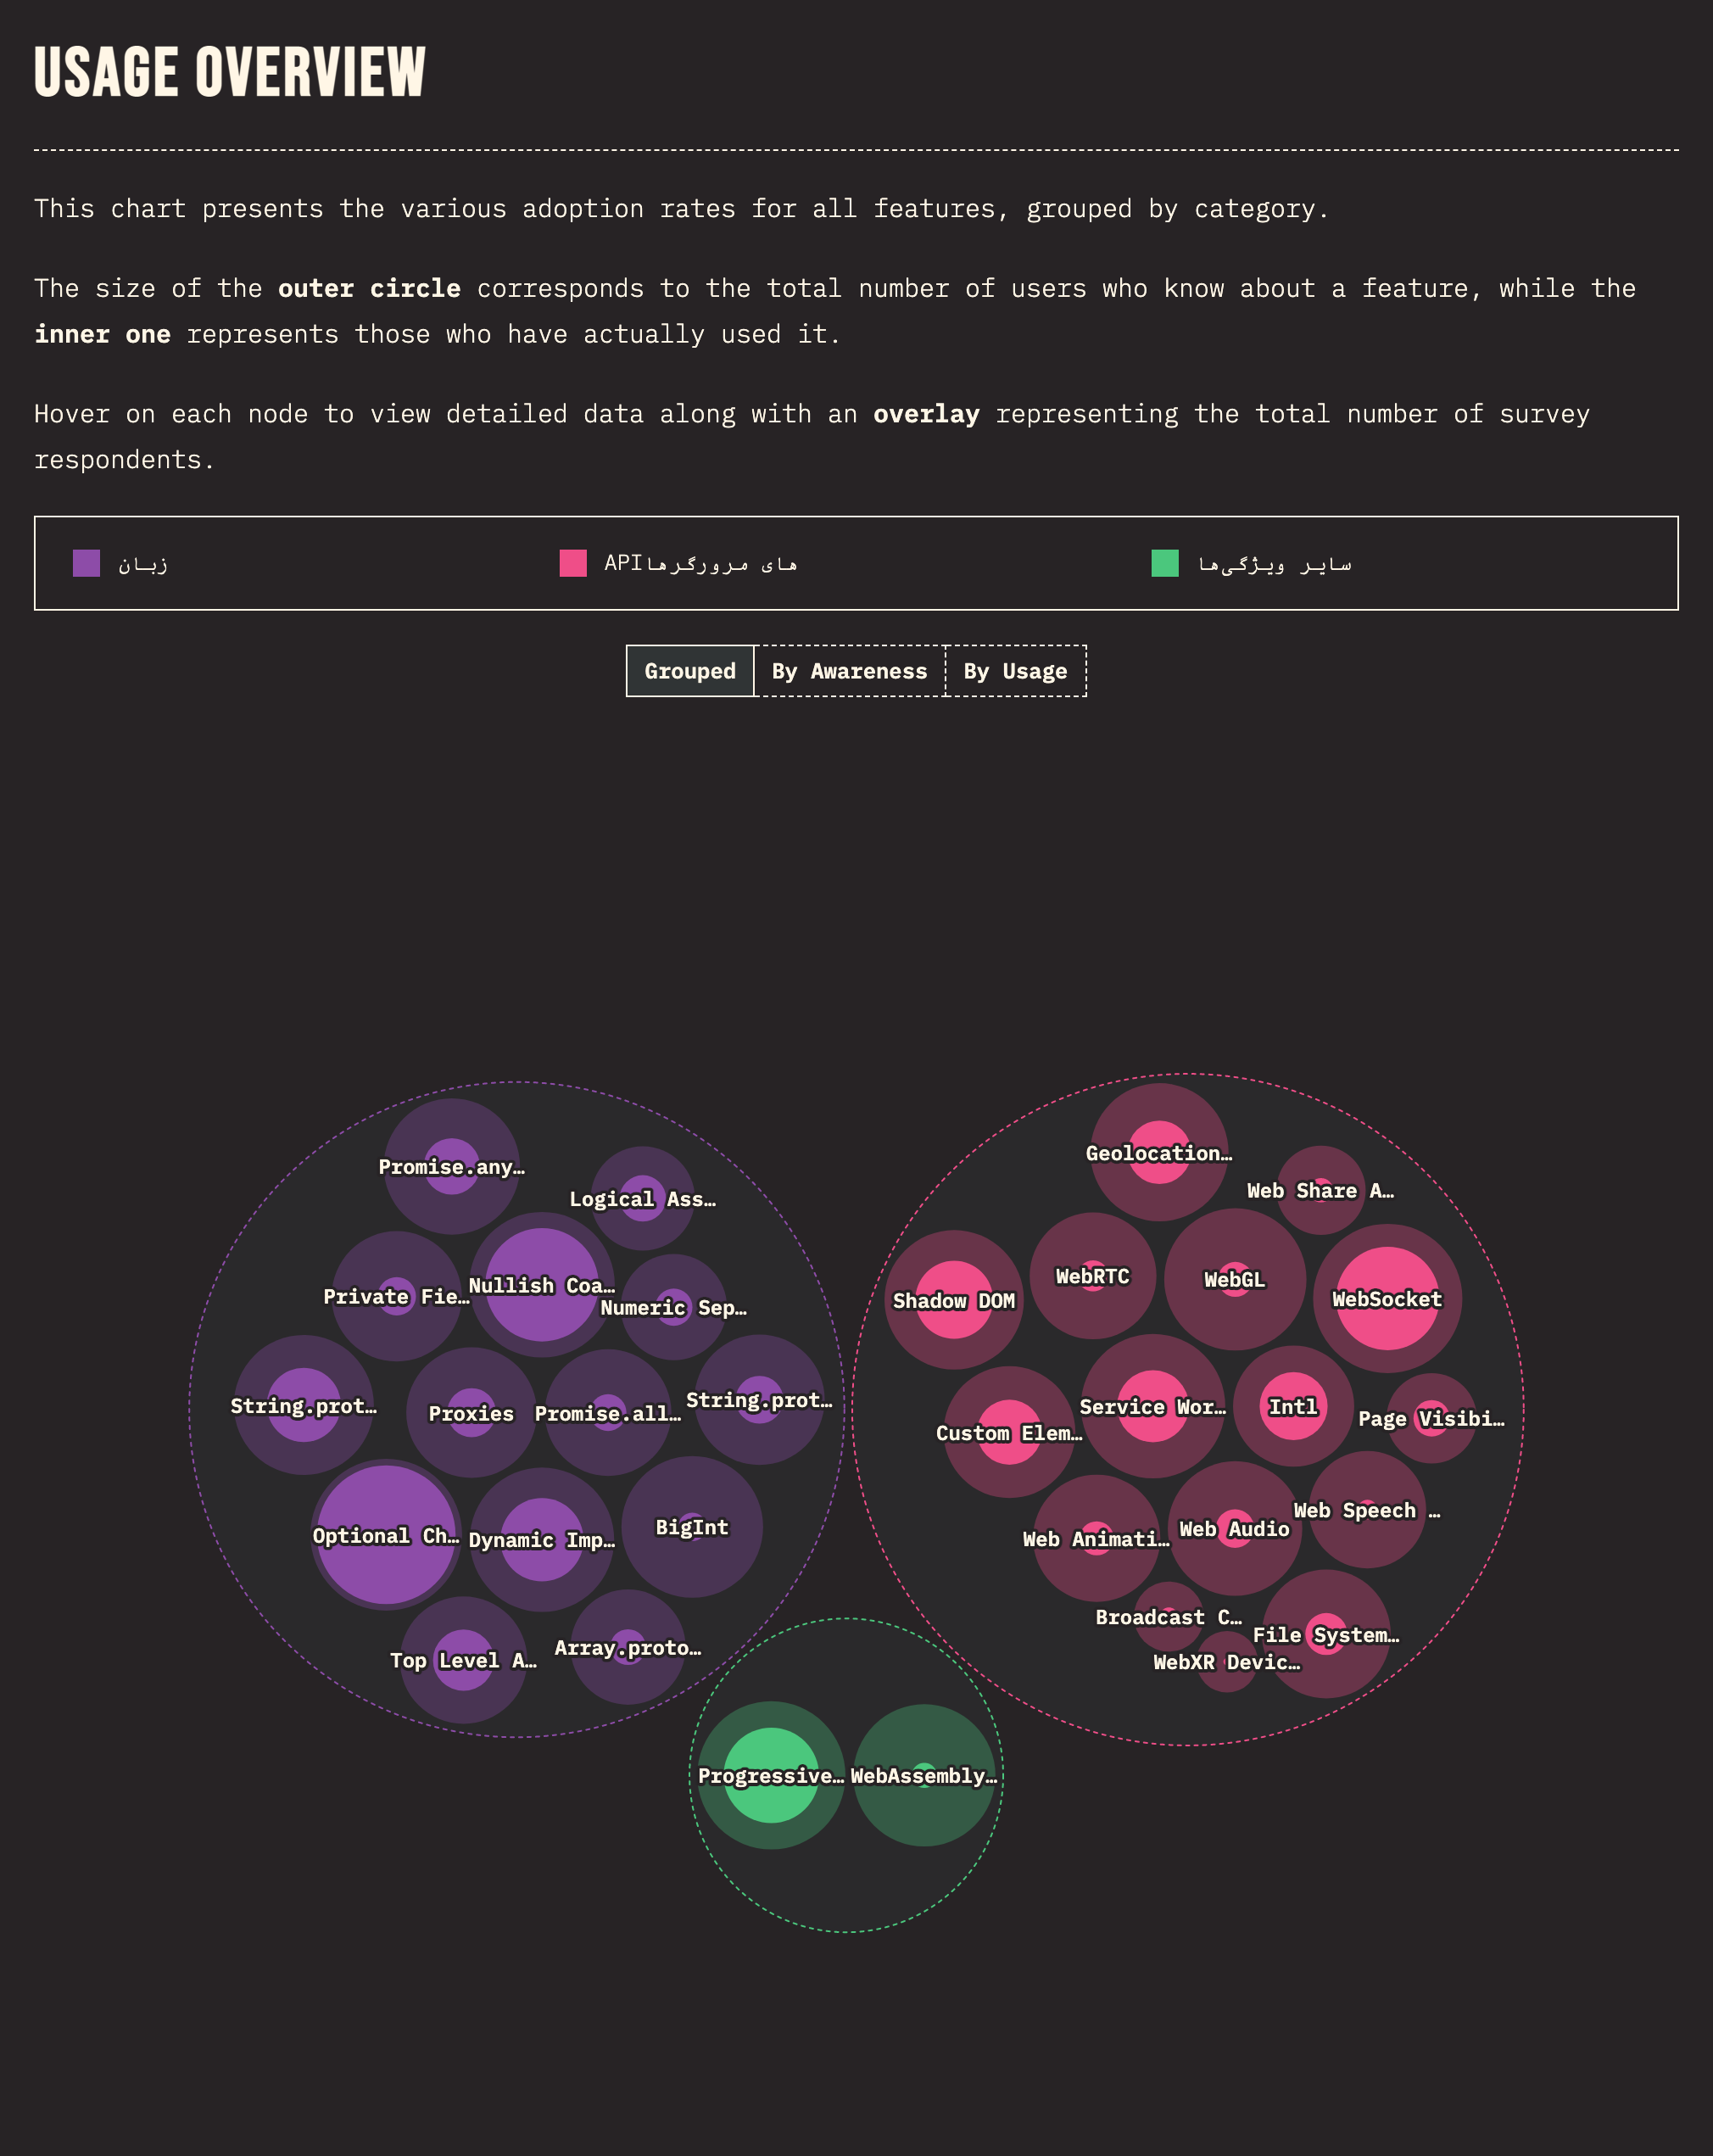 USAGE OVERVIEW
This chart presents the various adoption rates for all features, grouped by category.
The size of the outer circle corresponds to the total number of users who know about a feature, while the
inner one represents those who have actually used it.
Hover on each node to view detailed data along with an overlay representing the total number of survey
respondents.
زبان
APIهای مرورگرها
سایر ویژگی‌ها
Grouped
By Awareness
By Usage
Promise.any…
Logical Ass…
Private Fie…
Nullish Coa…
Numeric Sep…
String.prot…
Proxies
Promise.all…
String.prot…
Optional Ch…
Dynamic Imp…
BigInt
Top Level A…
Array.proto…
Geolocation…
Web Share A…
Shadow DOM
WebRTC
WebGL
WebSocket
Custom Elem…
Service Wor…
Intl
Page Visibi…
Web Animati…
Web Audio
Web Speech …
Broadcast C…
File System…
WebXR Devic…
Progressive…
WebAssembly…